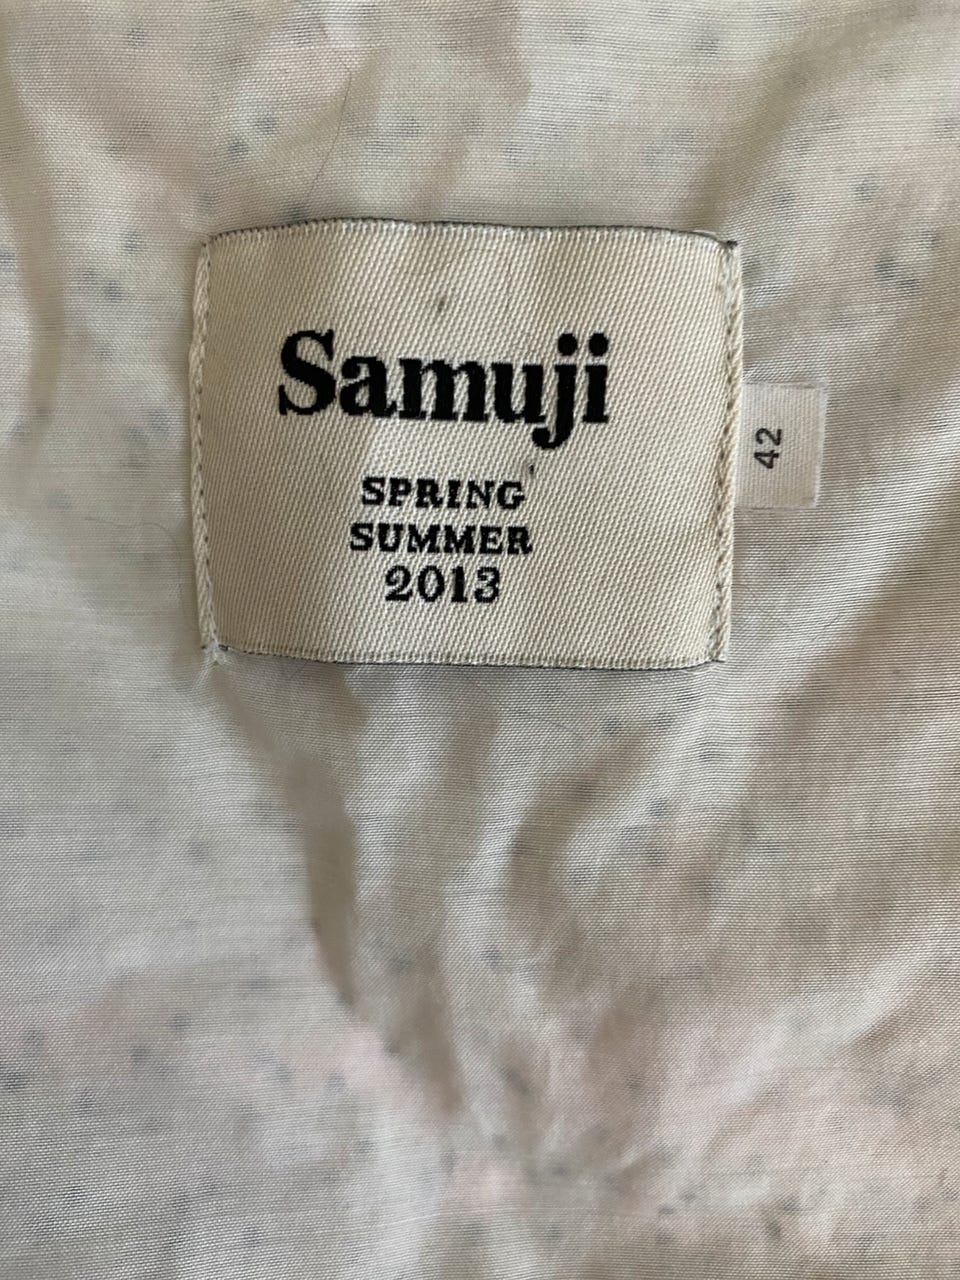 Samuji
SPRING
SUMMER
2013
42